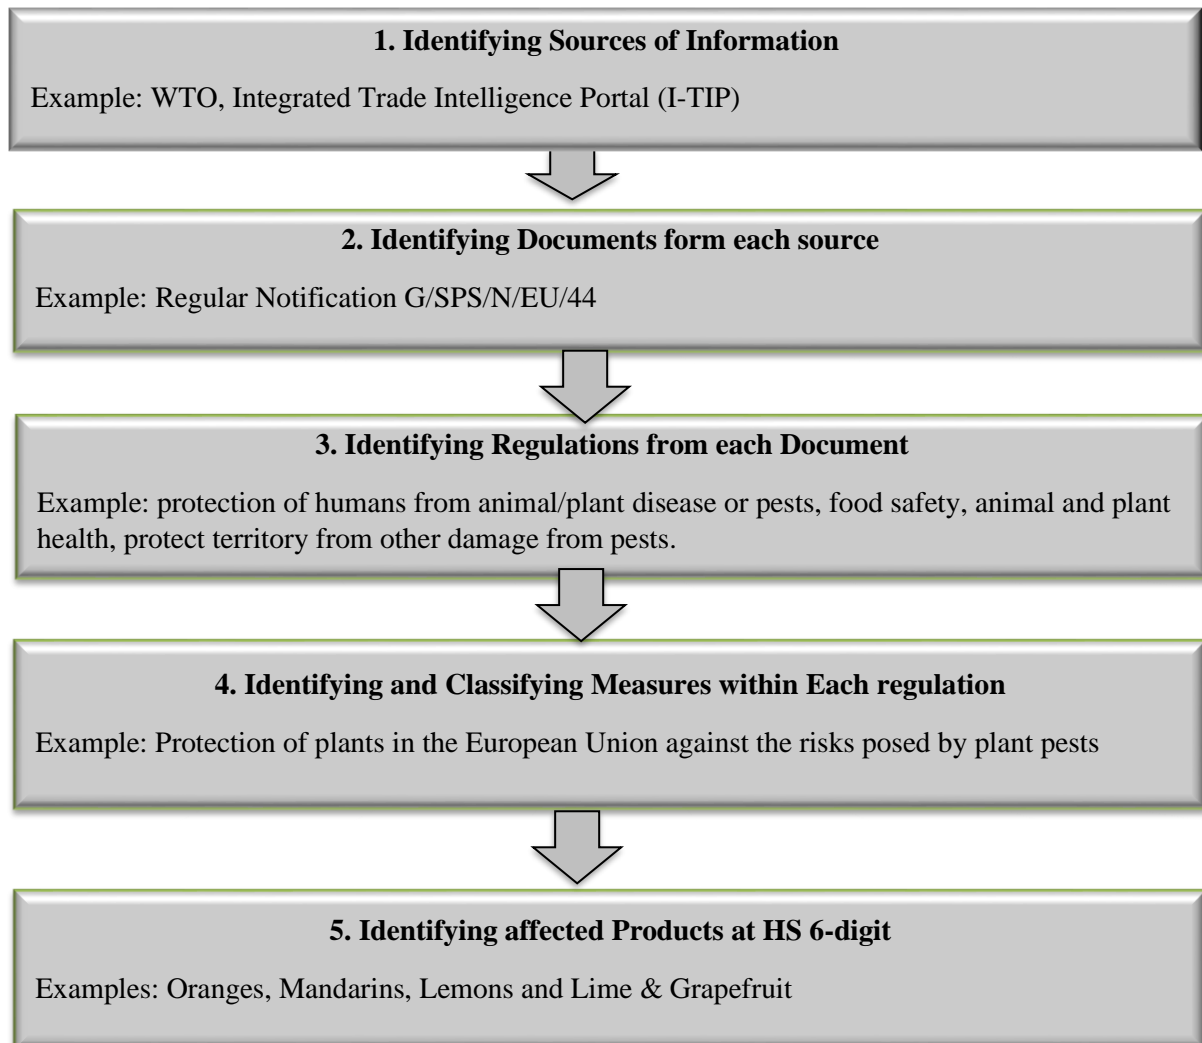 1. Identifying Sources of Information
Example: WTO, Integrated Trade Intelligence Portal (I-TIP)
2. Identifying Documents form each source
Example: Regular Notification G/SPS/N/EU/44
3. Identifying Regulations from each Document
Example: protection of humans from animal/plant disease or pests, food safety, animal and plant
health, protect territory from other damage from pests.
4. Identifying and Classifying Measures within Each regulation
Example: Protection of plants in the European Union against the risks posed by plant pests
5. Identifying affected Products at HS 6-digit
Examples: Oranges, Mandarins, Lemons and Lime & Grapefruit